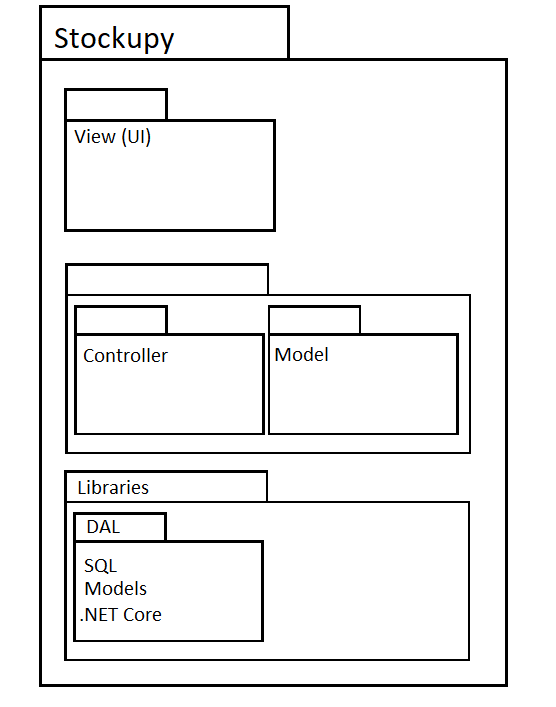 Stockupy
View (UI)
Controller
Model
Libraries
DAL
SQL
Models
.NET Core